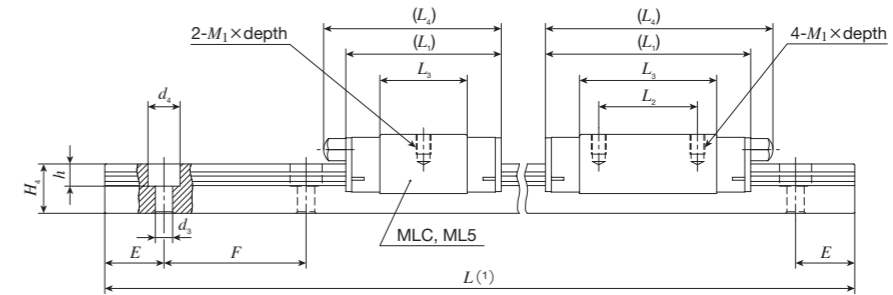 (L₄) (L₄)
2-M₁×depth (L₁) (L₁) 4-M₁×depth
L₃ L₃
d₄ L₂
H₄ h
d₃
MLC, ML5
E F E
L(1)